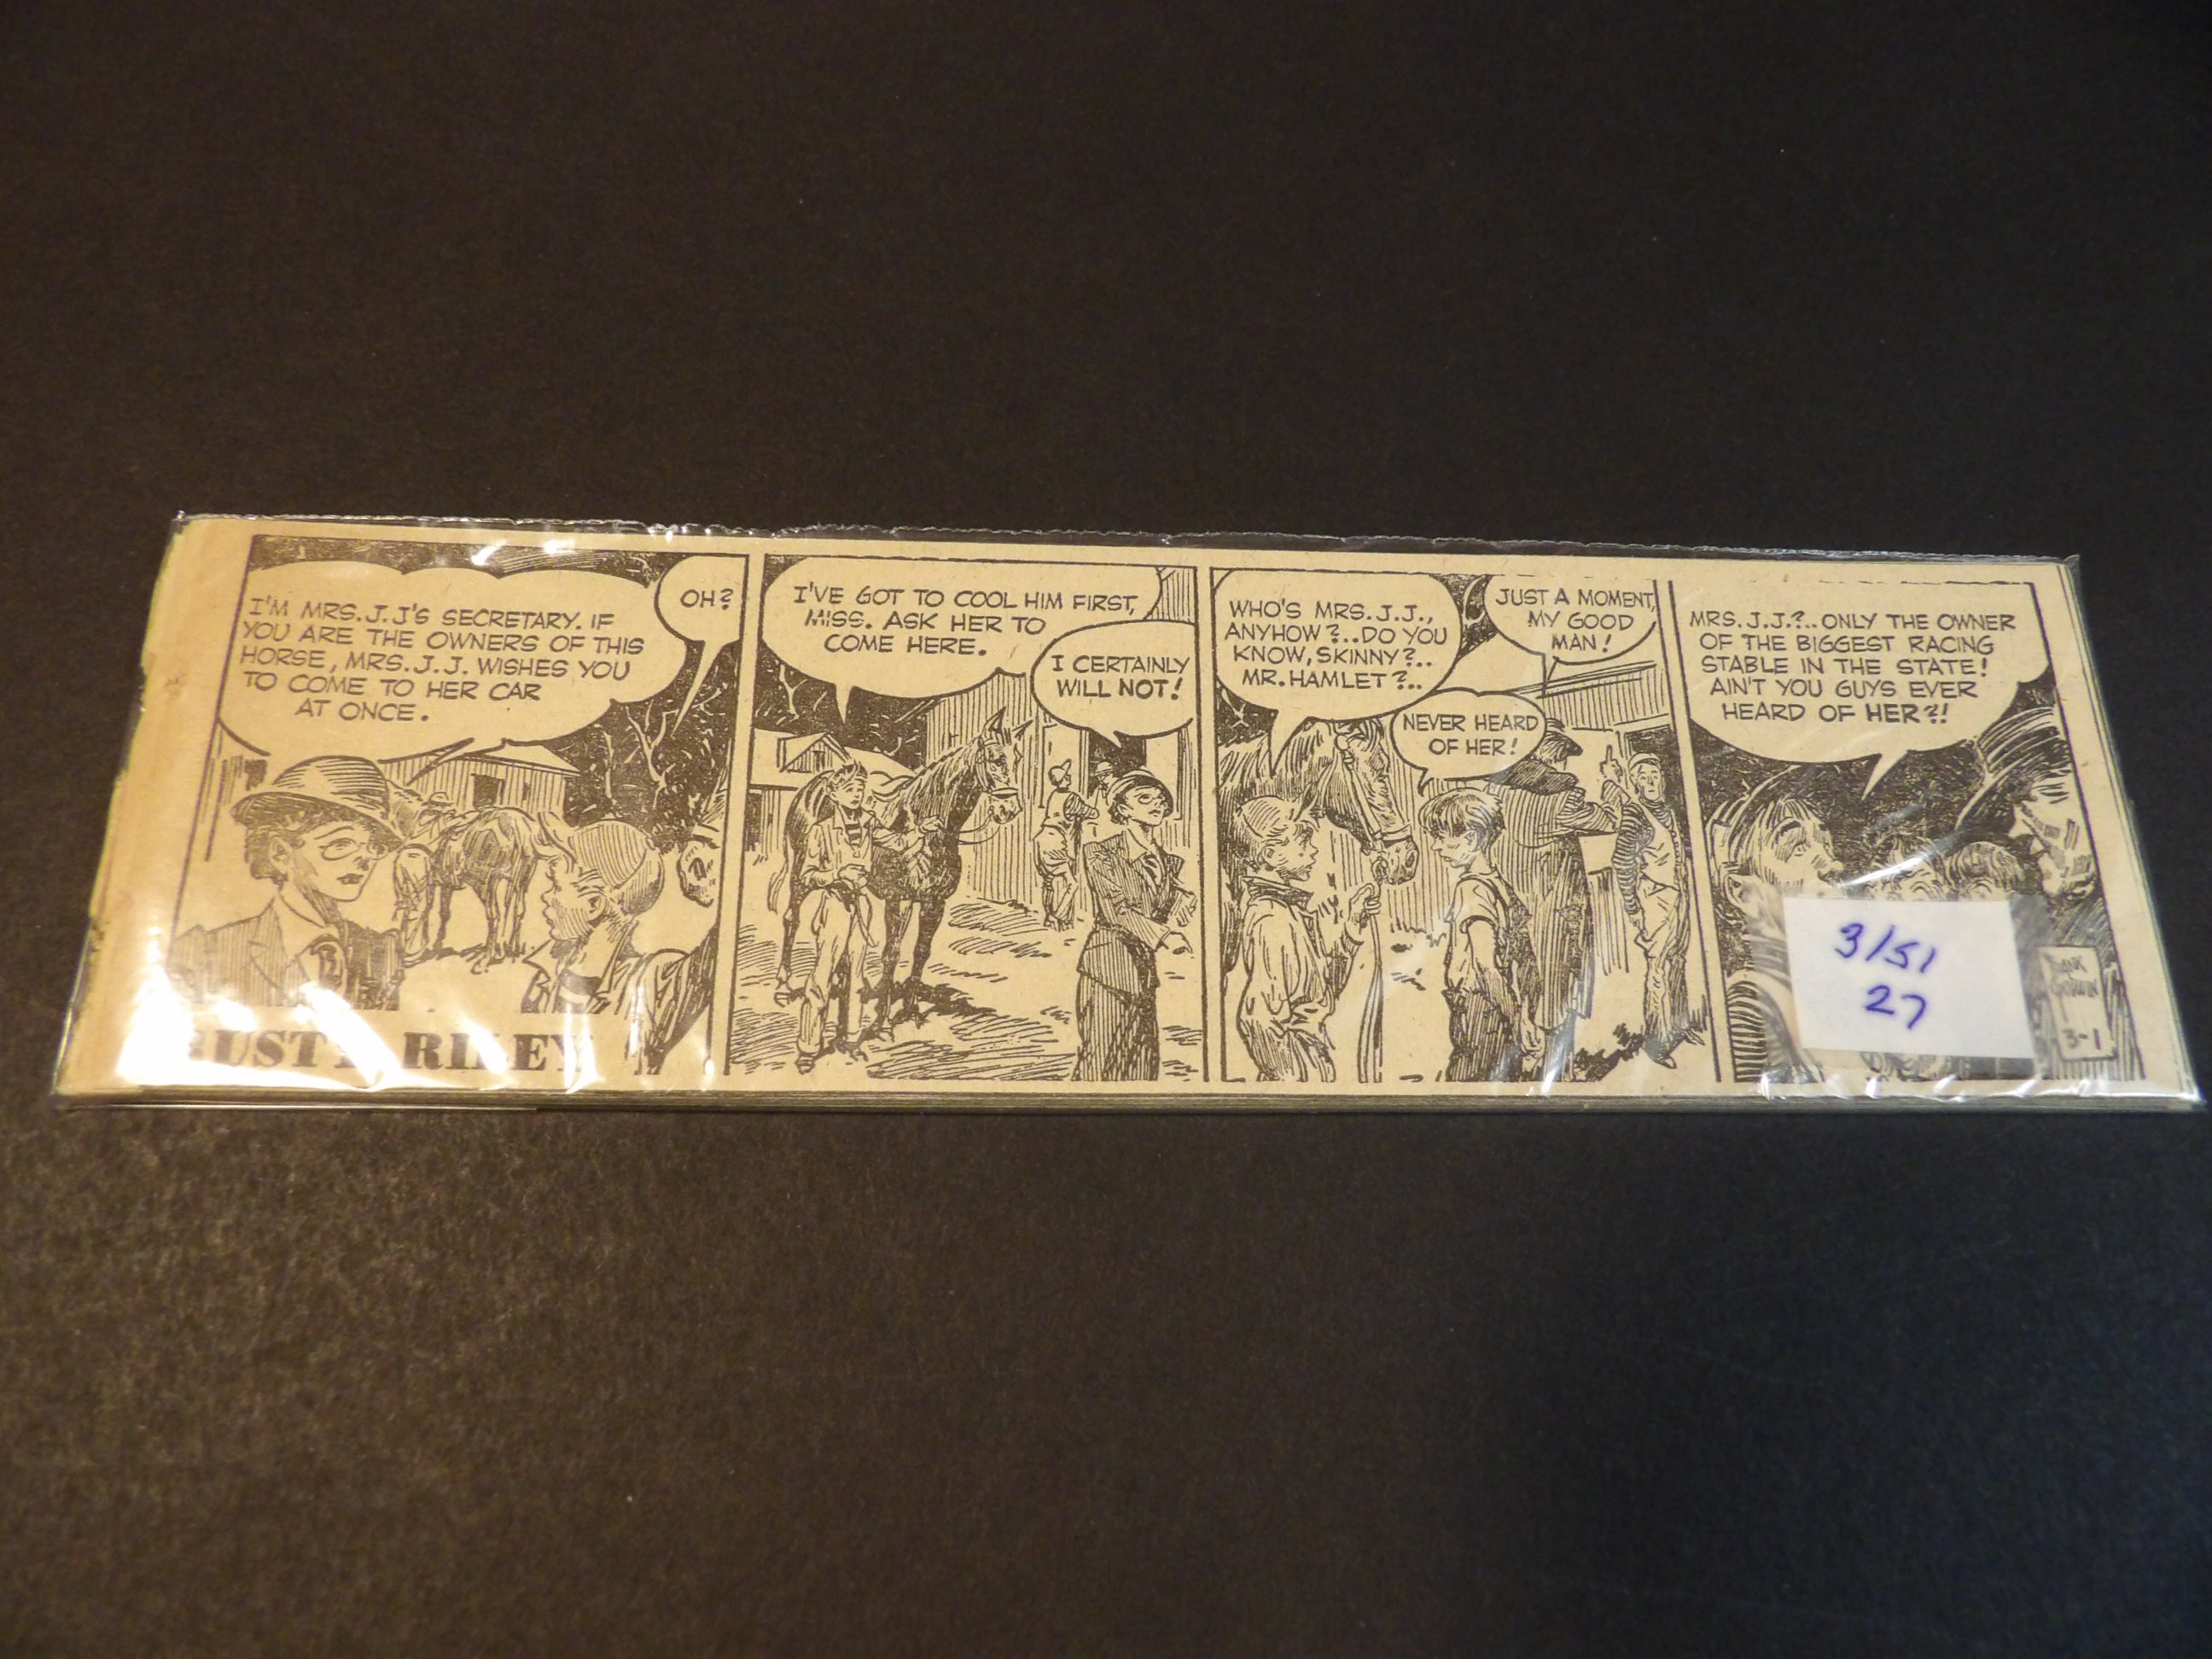 I'M MRS. J.J'S SECRETARY. IF
YOU ARE THE OWNERS OF THIS
HORSE, MRS. J.J. WISHES YOU
TO COME TO HER CAR
AT ONCE.
OH?
I'VE GOT TO COOL HIM FIRST,
MISS. ASK HER TO
COME HERE.
I CERTAINLY
WILL NOT!
WHO'S MRS. J.J.,
ANYHOW?..DO YOU
KNOW, SKINNY?..
MR. HAMLET?..
NEVER HEARD
OF HER!
JUST A MOMENT,
MY GOOD
MAN!
MRS. J.J.?..ONLY THE OWNER
OF THE BIGGEST RACING
STABLE IN THE STATE!
AIN'T YOU GUYS EVER
HEARD OF HER?!
RUSTY RILEY
3/51
27
3-1